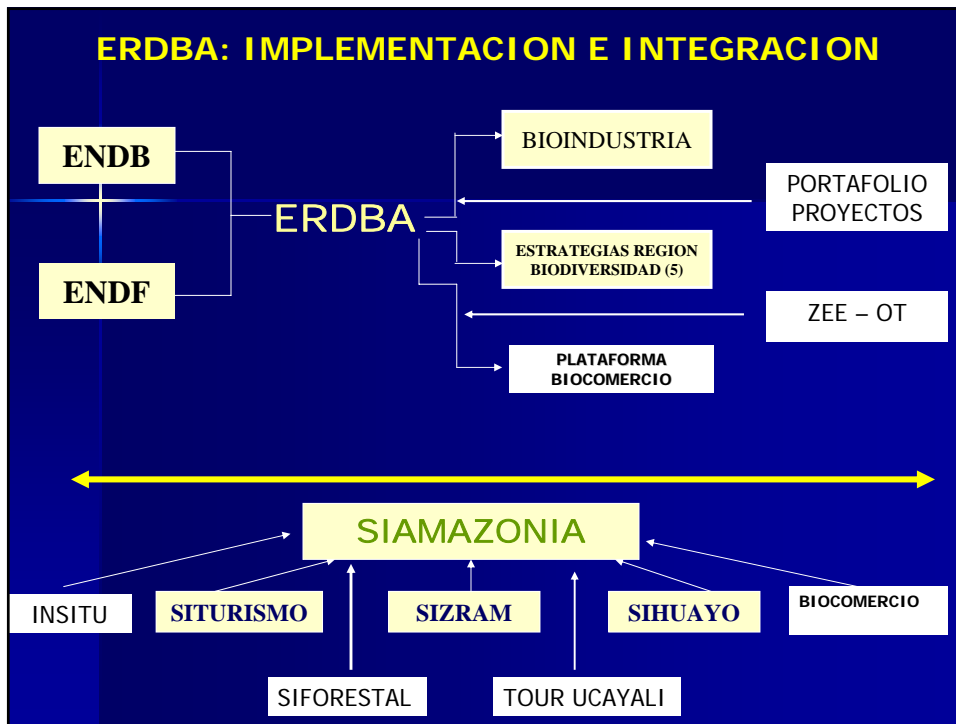 ERDBA: IMPLEMENTACION E INTEGRACION
ENDB
ENDF
ERDBA
BIOINDUSTRIA
ESTRATEGIAS REGION
BIODIVERSIDAD (5)
PLATAFORMA
BIOCOMERCIO
PORTAFOLIO
PROYECTOS
ZEE – OT
SIAMAZONIA
INSITU
SITURISMO
SIZRAM
SIHUAYO
BIOCOMERCIO
SIFORESTAL
TOUR UCAYALI